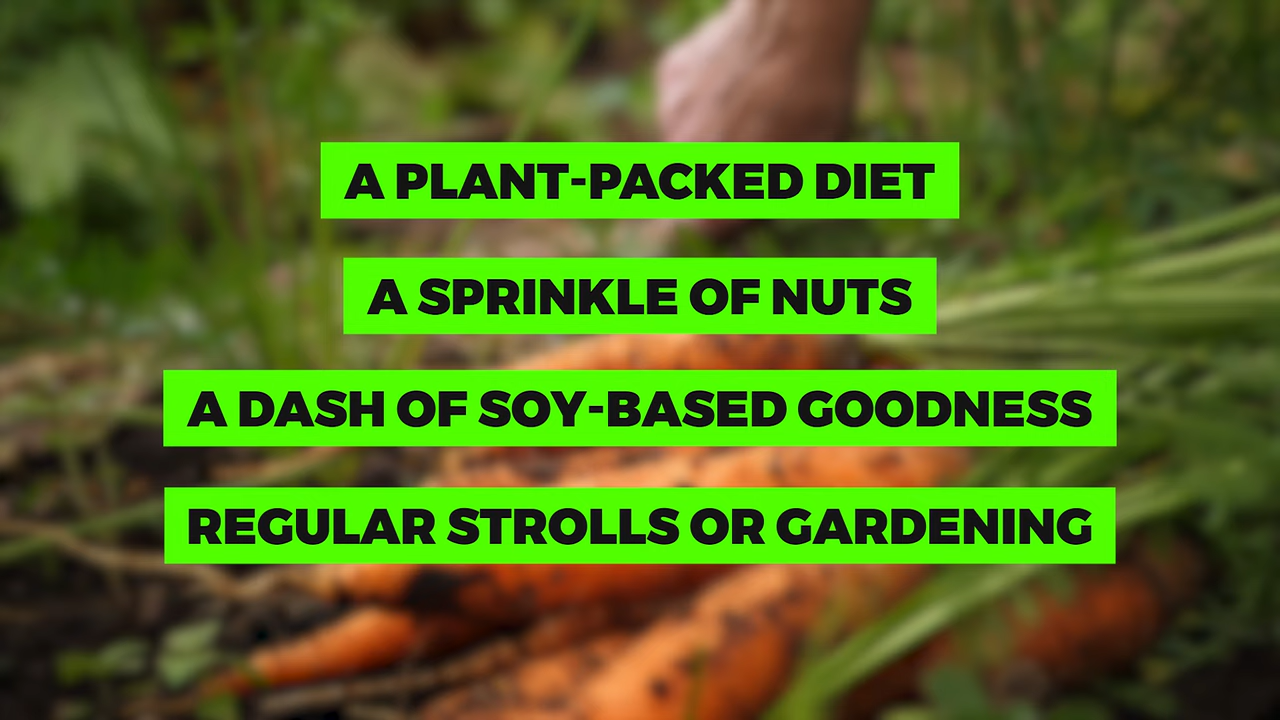 A PLANT-PACKED DIET
A SPRINKLE OF NUTS
A DASH OF SOY-BASED GOODNESS
REGULAR STROLLS OR GARDENING